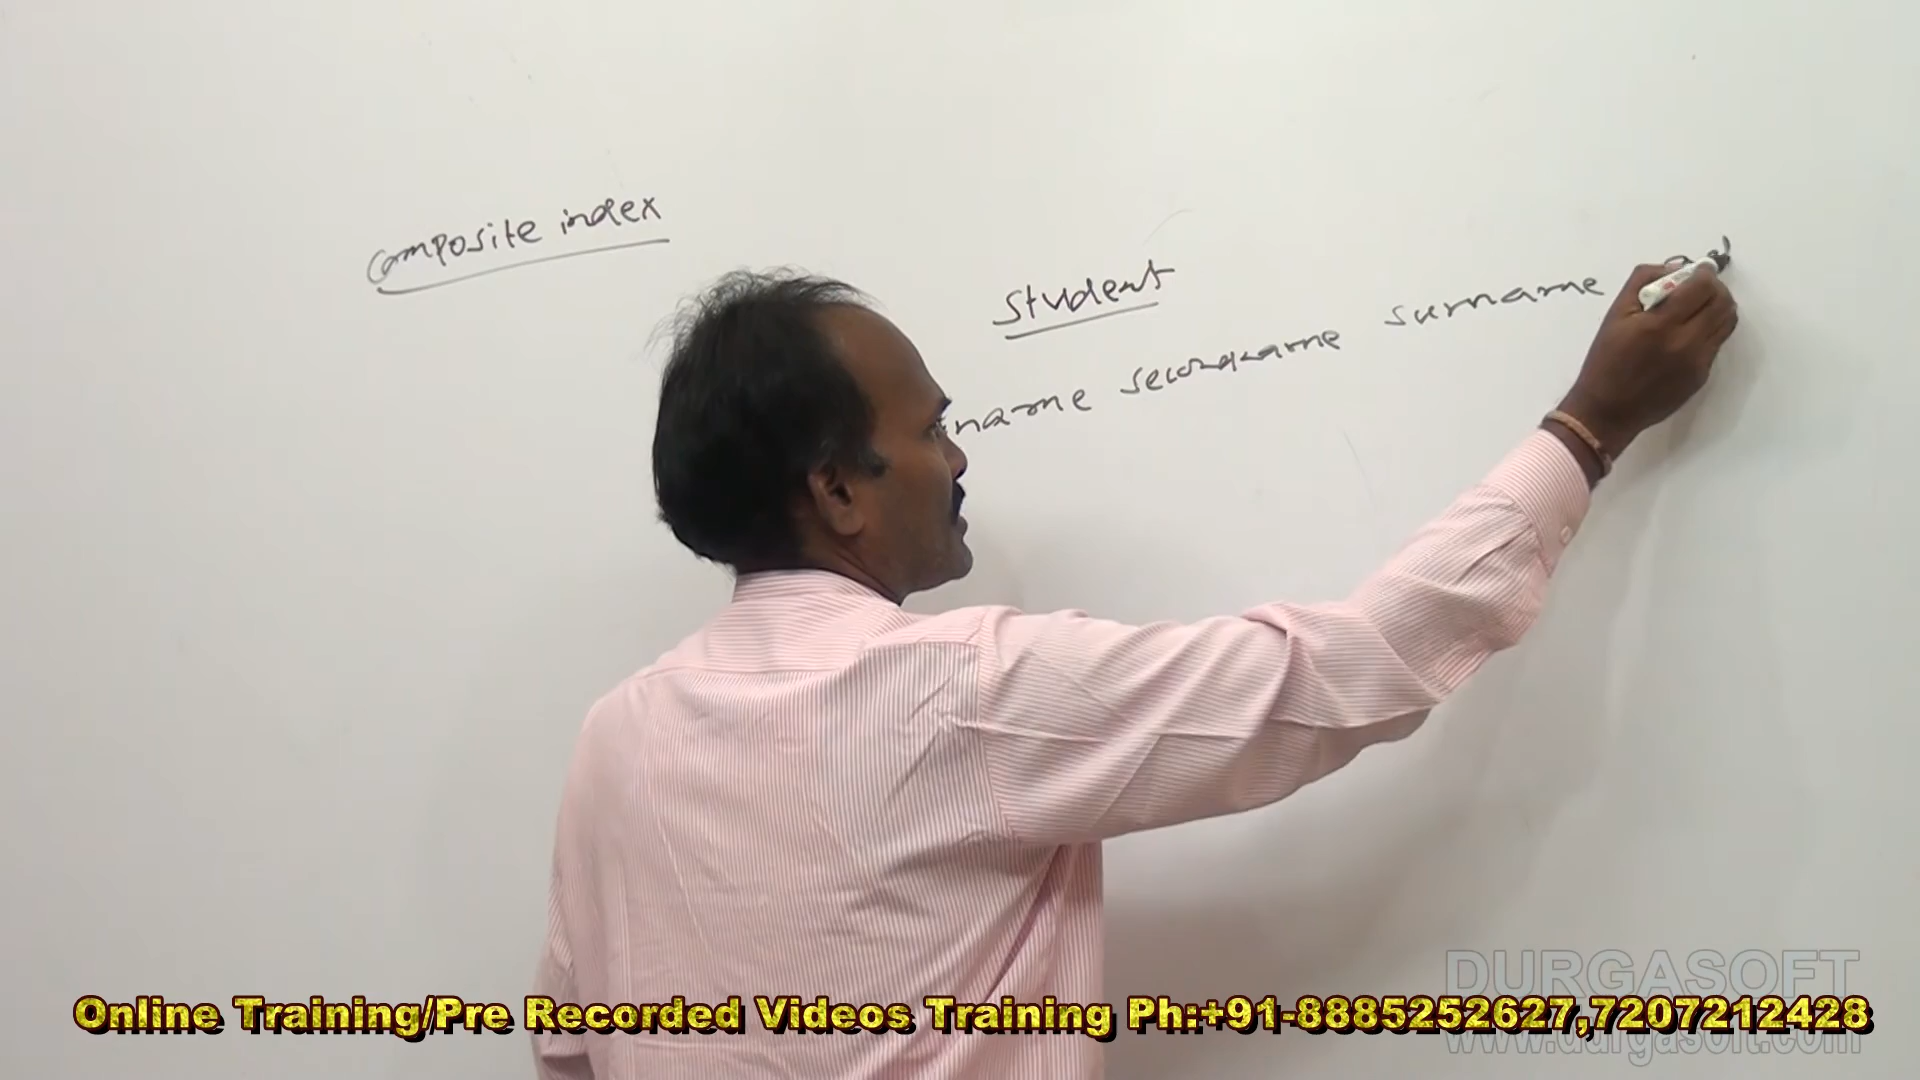 composite index
Student
name secondname surname
DURGASOFT
Online Training/Pre Recorded Videos Training Ph:+91-8885252627,7207212428
www.durgasoft.com